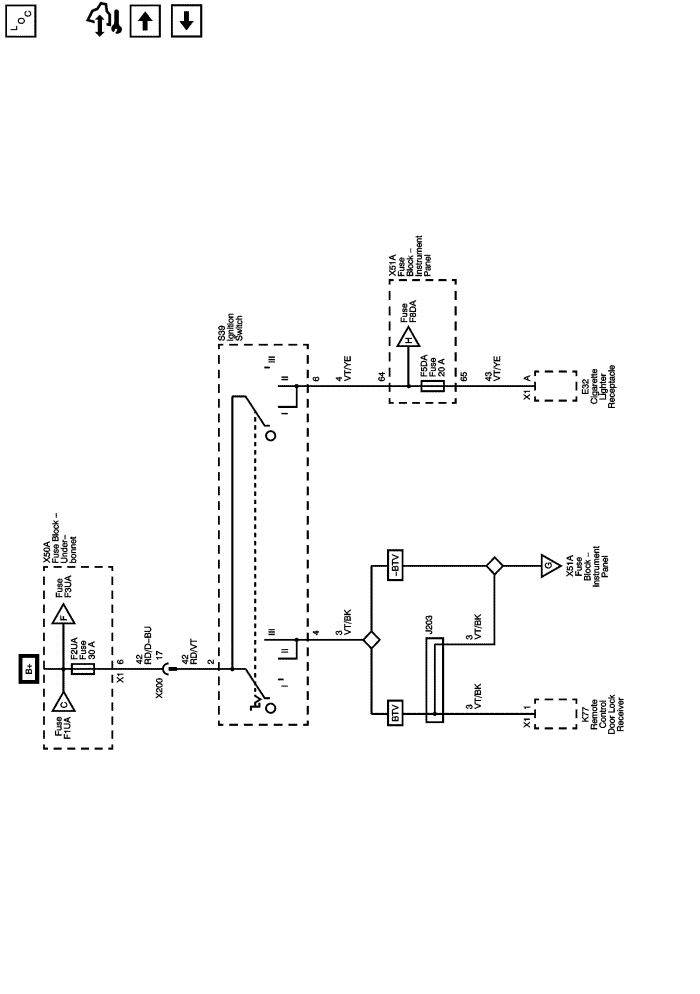 LOC
B+
X50A
Fuse Block –
Under–
bonnet
Fuse
F1UA
C
F
Fuse
F3UA
F2UA
Fuse
30 A
X1
6
42
RD/D–BU
X200
17
42
RD/VT
2
S39
Ignition
Switch
I
II
III
I
II
III
4
3
VT/BK
6
4
VT/YE
64
X51A
Fuse
Block –
Instrument
Panel
H
Fuse
F8DA
F5DA
Fuse
20 A
65
43
VT/YE
X1
A
E32
Cigarette
Lighter
Receptacle
BTV
–BTV
J203
3
VT/BK
3
VT/BK
G
X51A
Fuse
Block –
Instrument
Panel
X1
1
K77
Remote
Control
Door Lock
Receiver